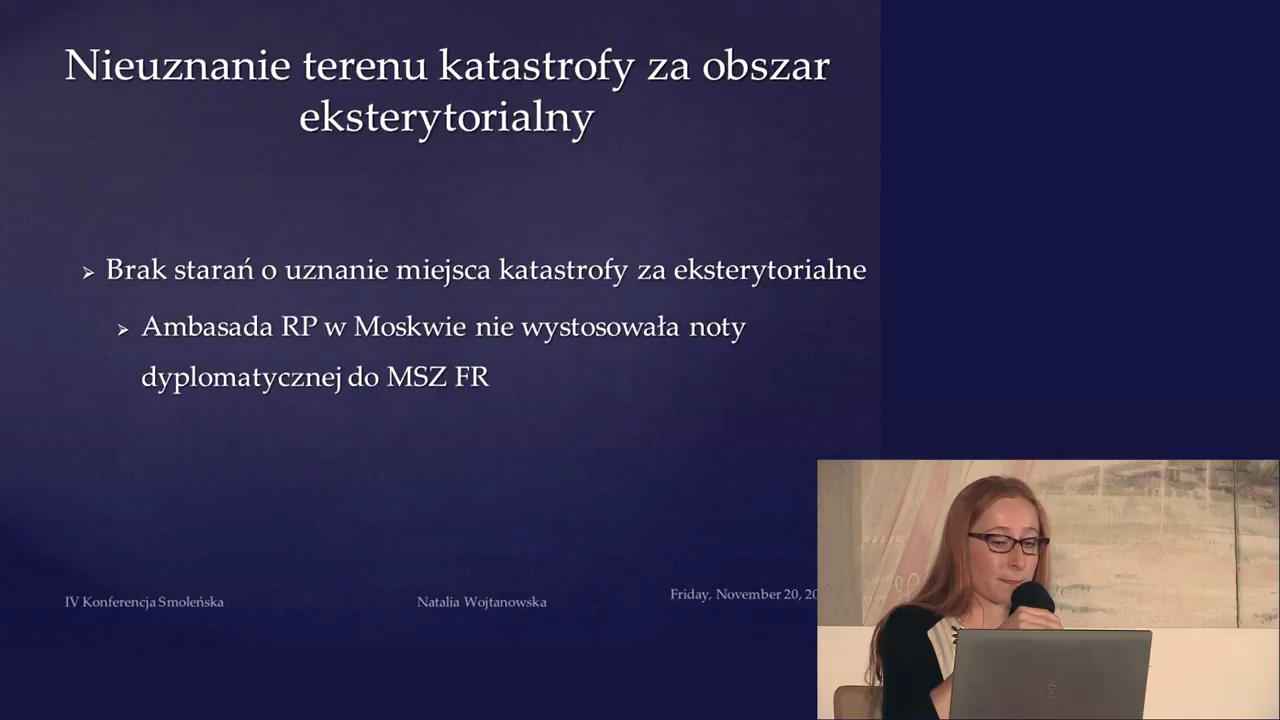 Nieuznanie terenu katastrofy za obszar
eksterytorialny
Brak starań o uznanie miejsca katastrofy za eksterytorialne
Ambasada RP w Moskwie nie wystosowała noty
dyplomatycznej do MSZ FR
IV Konferencja Smoleńska
Natalia Wojtanowska
Friday, November 20, 20